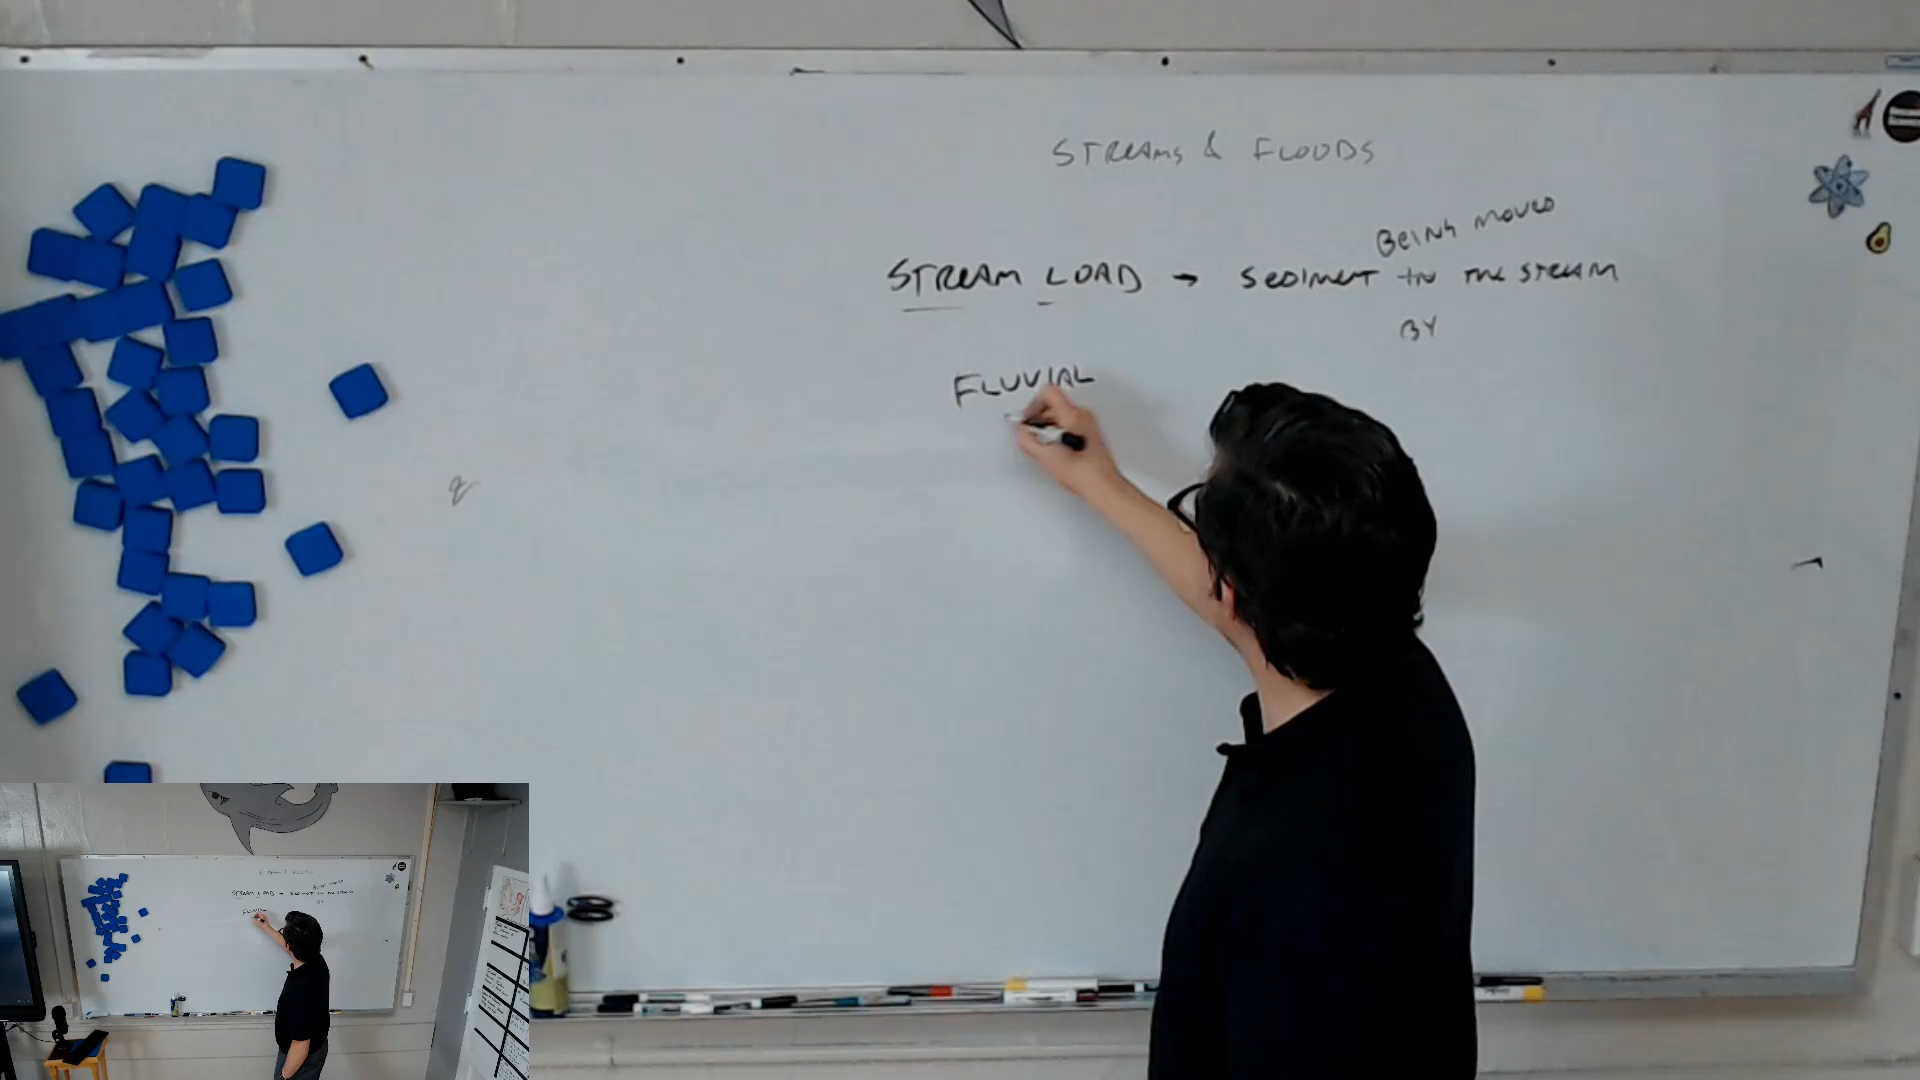 STREAMS & FLOODS
BEING MOVED
STREAM LOAD → SEDIMENT IN THE STREAM
BY
FLUVIAL